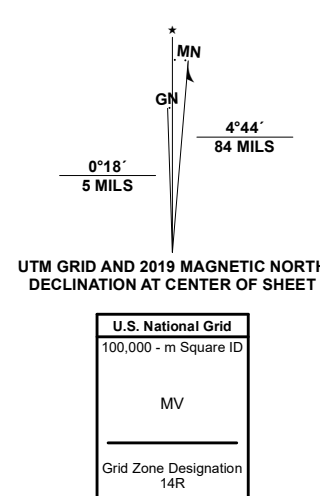 ★
MN
GN
4°44´
84 MILS
0°18´
5 MILS
UTM GRID AND 2019 MAGNETIC NORTH
DECLINATION AT CENTER OF SHEET
U.S. National Grid
100,000 - m Square ID
MV
Grid Zone Designation
14R